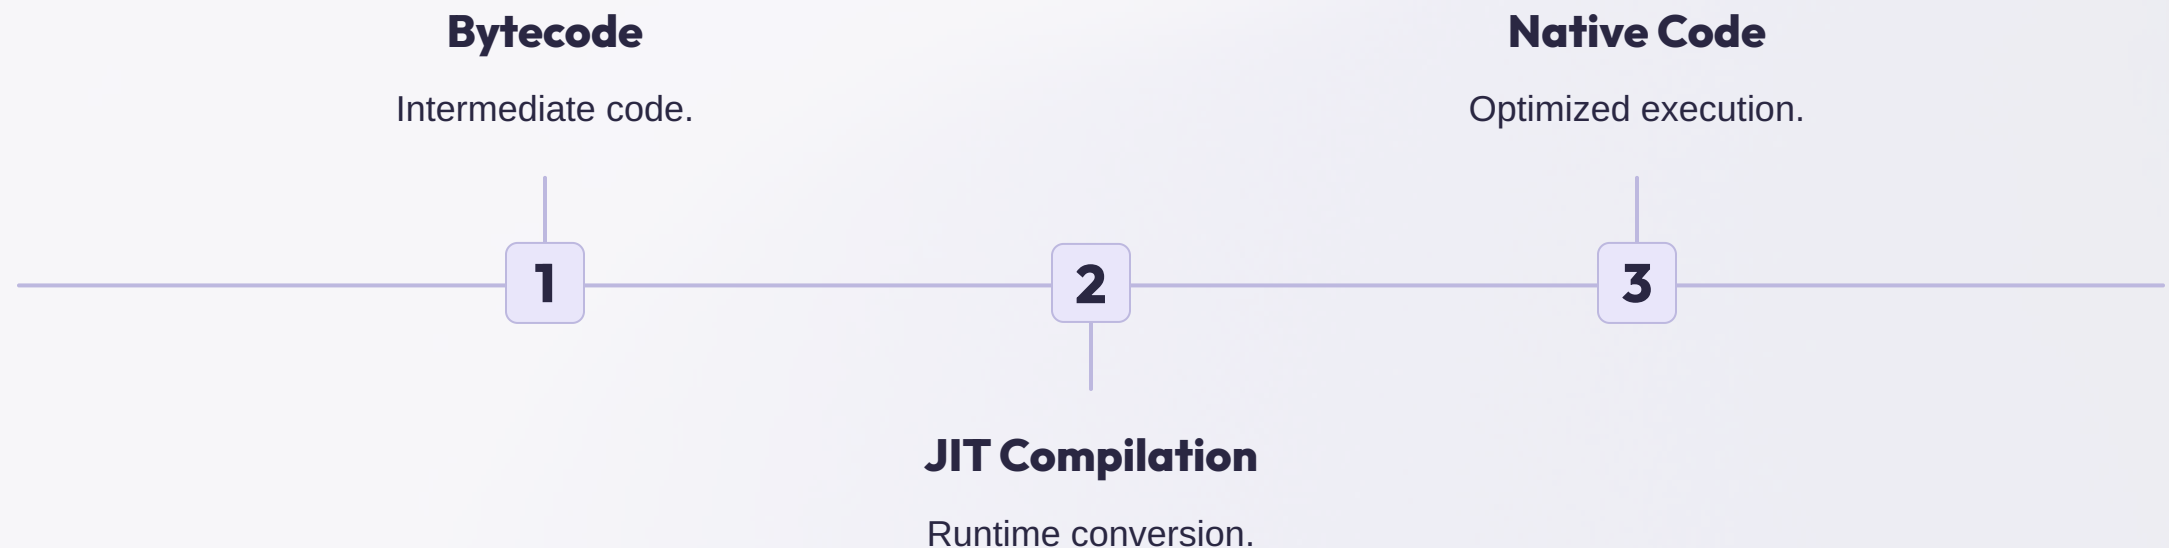 Bytecode
Intermediate code.
Native Code
Optimized execution.
1
2
3
JIT Compilation
Runtime conversion.